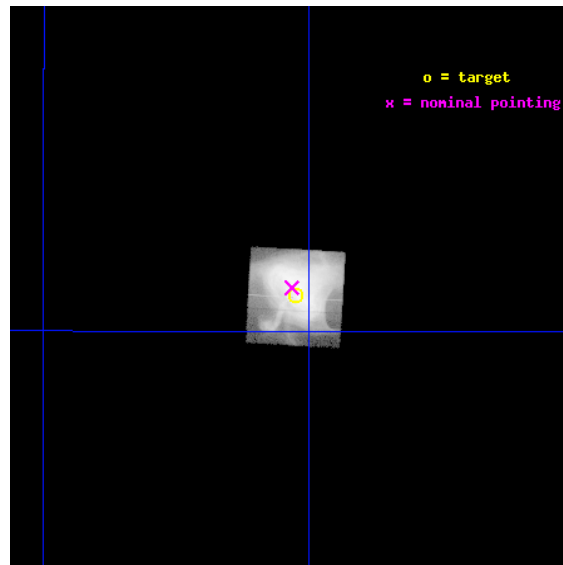 o = target
x = nominal pointing